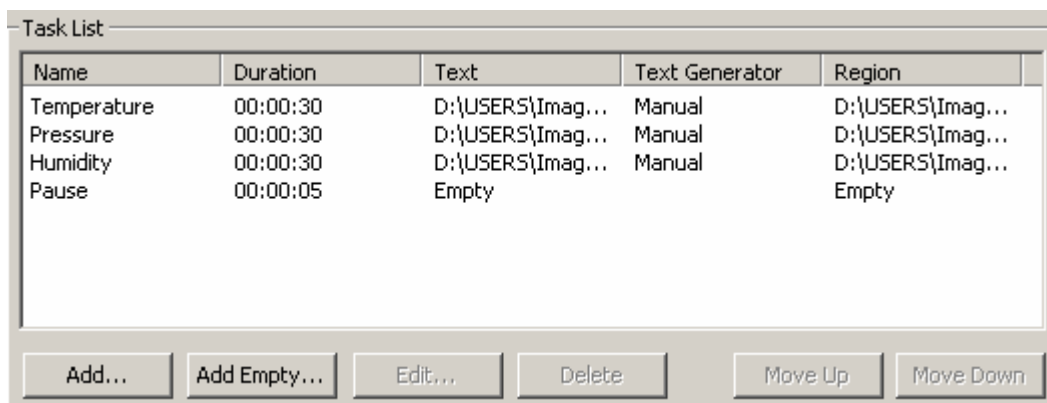 Task List
Name Duration Text Text Generator Region
Temperature 00:00:30 D:\USERS\Imag... Manual D:\USERS\Imag...
Pressure 00:00:30 D:\USERS\Imag... Manual D:\USERS\Imag...
Humidity 00:00:30 D:\USERS\Imag... Manual D:\USERS\Imag...
Pause 00:00:05 Empty Empty
Add... Add Empty... Edit... Delete Move Up Move Down